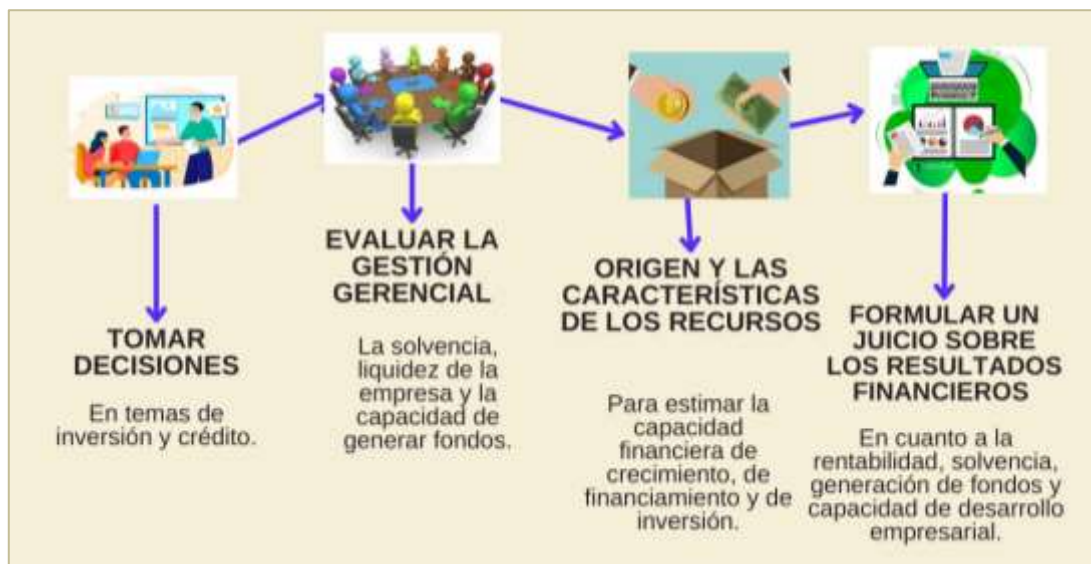 TOMAR
DECISIONES
En temas de
inversión y crédito.
EVALUAR LA
GESTIÓN
GERENCIAL
La solvencia,
liquidez de la
empresa y la
capacidad de
generar fondos.
ORIGEN Y LAS
CARACTERÍSTICAS
DE LOS RECURSOS
Para estimar la
capacidad
financiera de
crecimiento, de
financiamiento y de
inversión.
FORMULAR UN
JUICIO SOBRE
LOS RESULTADOS
FINANCIEROS
En cuanto a la
rentabilidad, solvencia,
generación de fondos y
capacidad de desarrollo
empresarial.